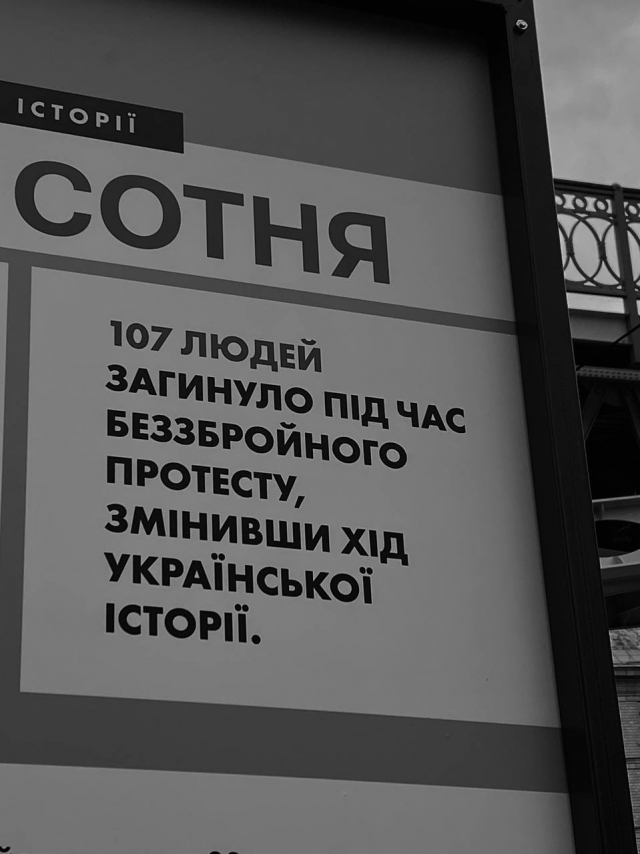 ІСТОРІЇ
СОТНЯ
107 ЛЮДЕЙ
ЗАГИНУЛО ПІД ЧАС
БЕЗЗБРОЙНОГО
ПРОТЕСТУ,
ЗМІНИВШИ ХІД
УКРАЇНСЬКОЇ
ІСТОРІЇ.